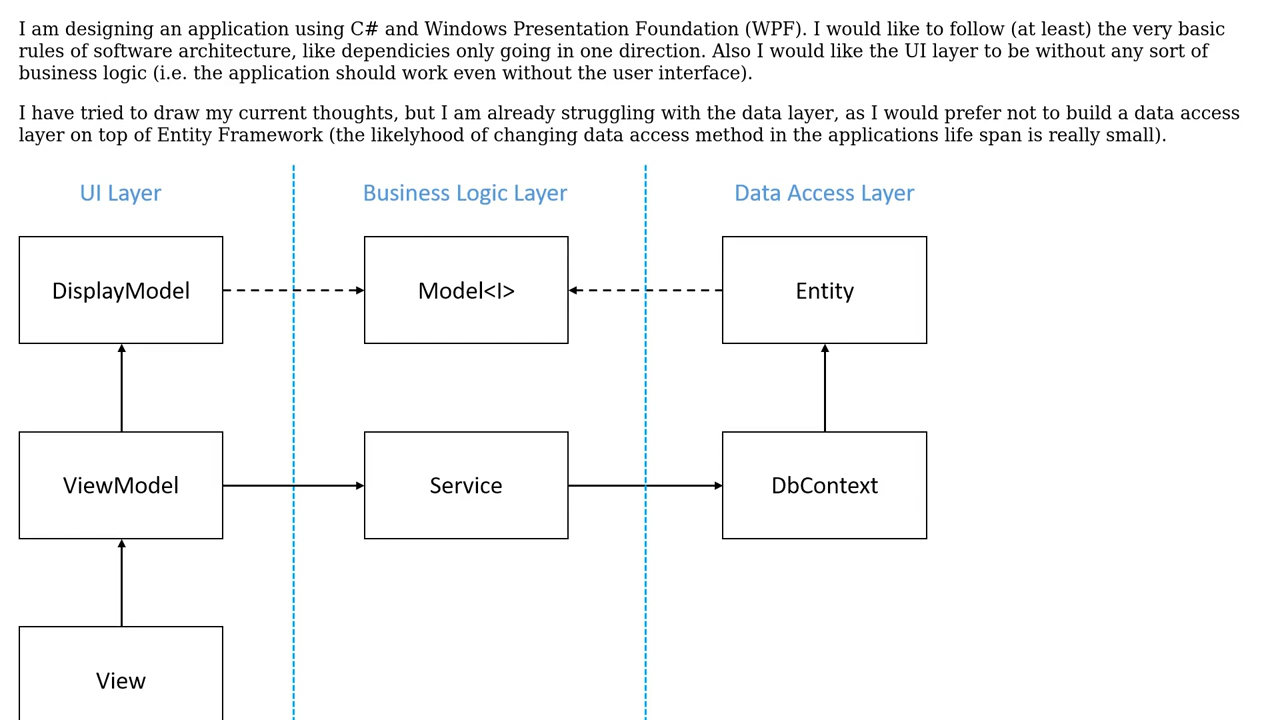 I am designing an application using C# and Windows Presentation Foundation (WPF). I would like to follow (at least) the very basic
rules of software architecture, like dependicies only going in one direction. Also I would like the UI layer to be without any sort of
business logic (i.e. the application should work even without the user interface).
I have tried to draw my current thoughts, but I am already struggling with the data layer, as I would prefer not to build a data access
layer on top of Entity Framework (the likelyhood of changing data access method in the applications life span is really small).
UI Layer
Business Logic Layer
Data Access Layer
DisplayModel
Model<I>
Entity
ViewModel
Service
DbContext
View